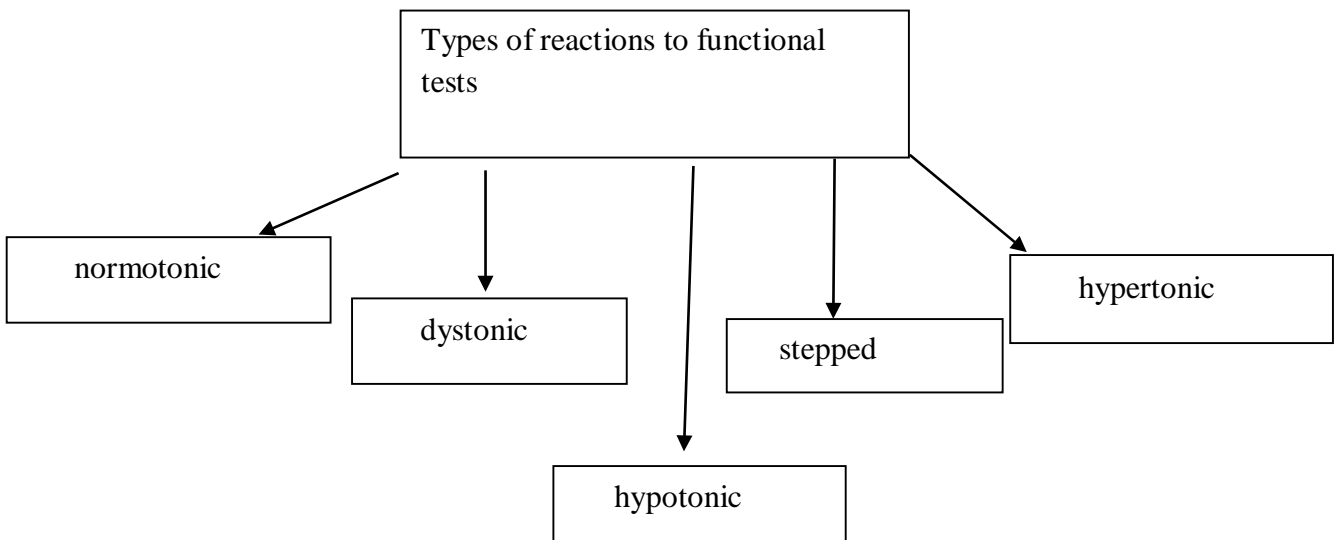 Types of reactions to functional
tests
normotonic
dystonic
hypotonic
stepped
hypertonic